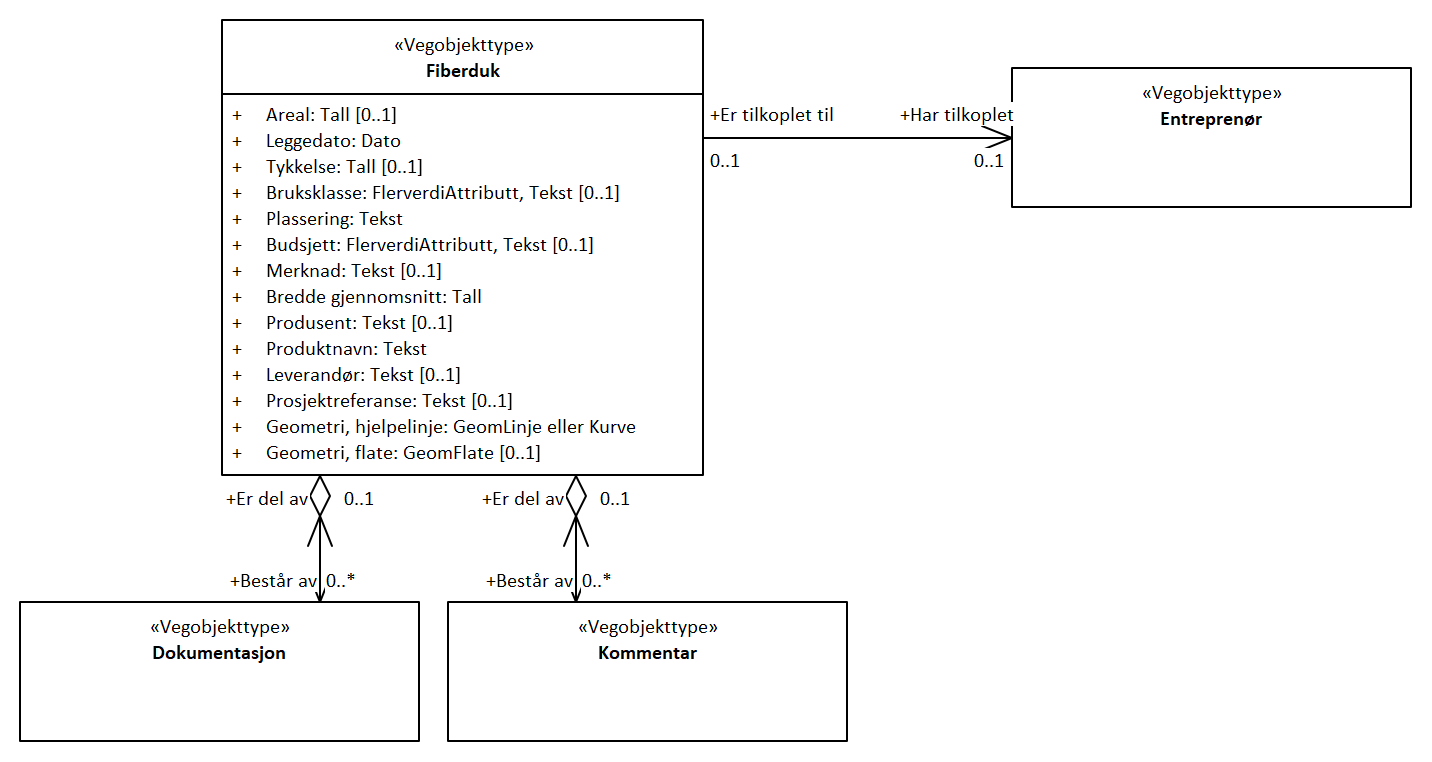 «Vegobjekttype»
Fiberduk
+ Areal: Tall [0..1]
+ Leggedato: Dato
+ Tykkelse: Tall [0..1]
+ Bruksklasse: FlerverdiAttributt, Tekst [0..1]
+ Plassering: Tekst
+ Budsjett: FlerverdiAttributt, Tekst [0..1]
+ Merknad: Tekst [0..1]
+ Bredde gjennomsnitt: Tall
+ Produsent: Tekst [0..1]
+ Produktnavn: Tekst
+ Leverandør: Tekst [0..1]
+ Prosjektreferanse: Tekst [0..1]
+ Geometri, hjelpelinje: GeomLinje eller Kurve
+ Geometri, flate: GeomFlate [0..1]
+Er tilkoplet til
+Har tilkoplet
0..1
0..1
«Vegobjekttype»
Entreprenør
+Er del av
0..1
+Er del av
0..1
+Består av
0..*
+Består av
0..*
«Vegobjekttype»
Dokumentasjon
«Vegobjekttype»
Kommentar